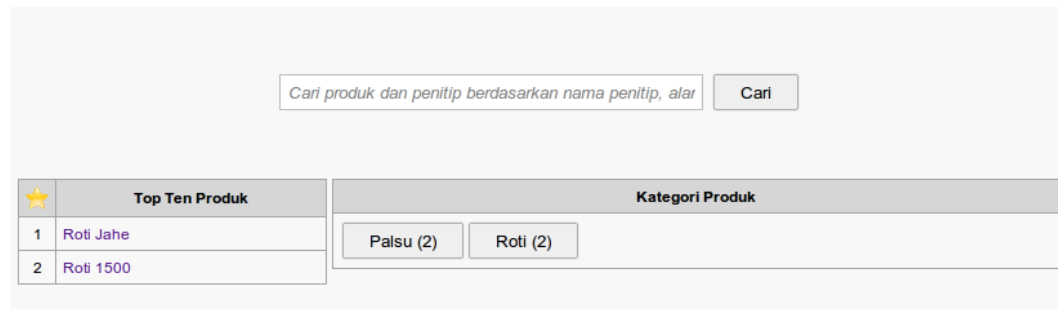 Cari produk dan penitip berdasarkan nama penitip, alar
Cari
Top Ten Produk
1 Roti Jahe
2 Roti 1500
Kategori Produk
Palsu (2) Roti (2)